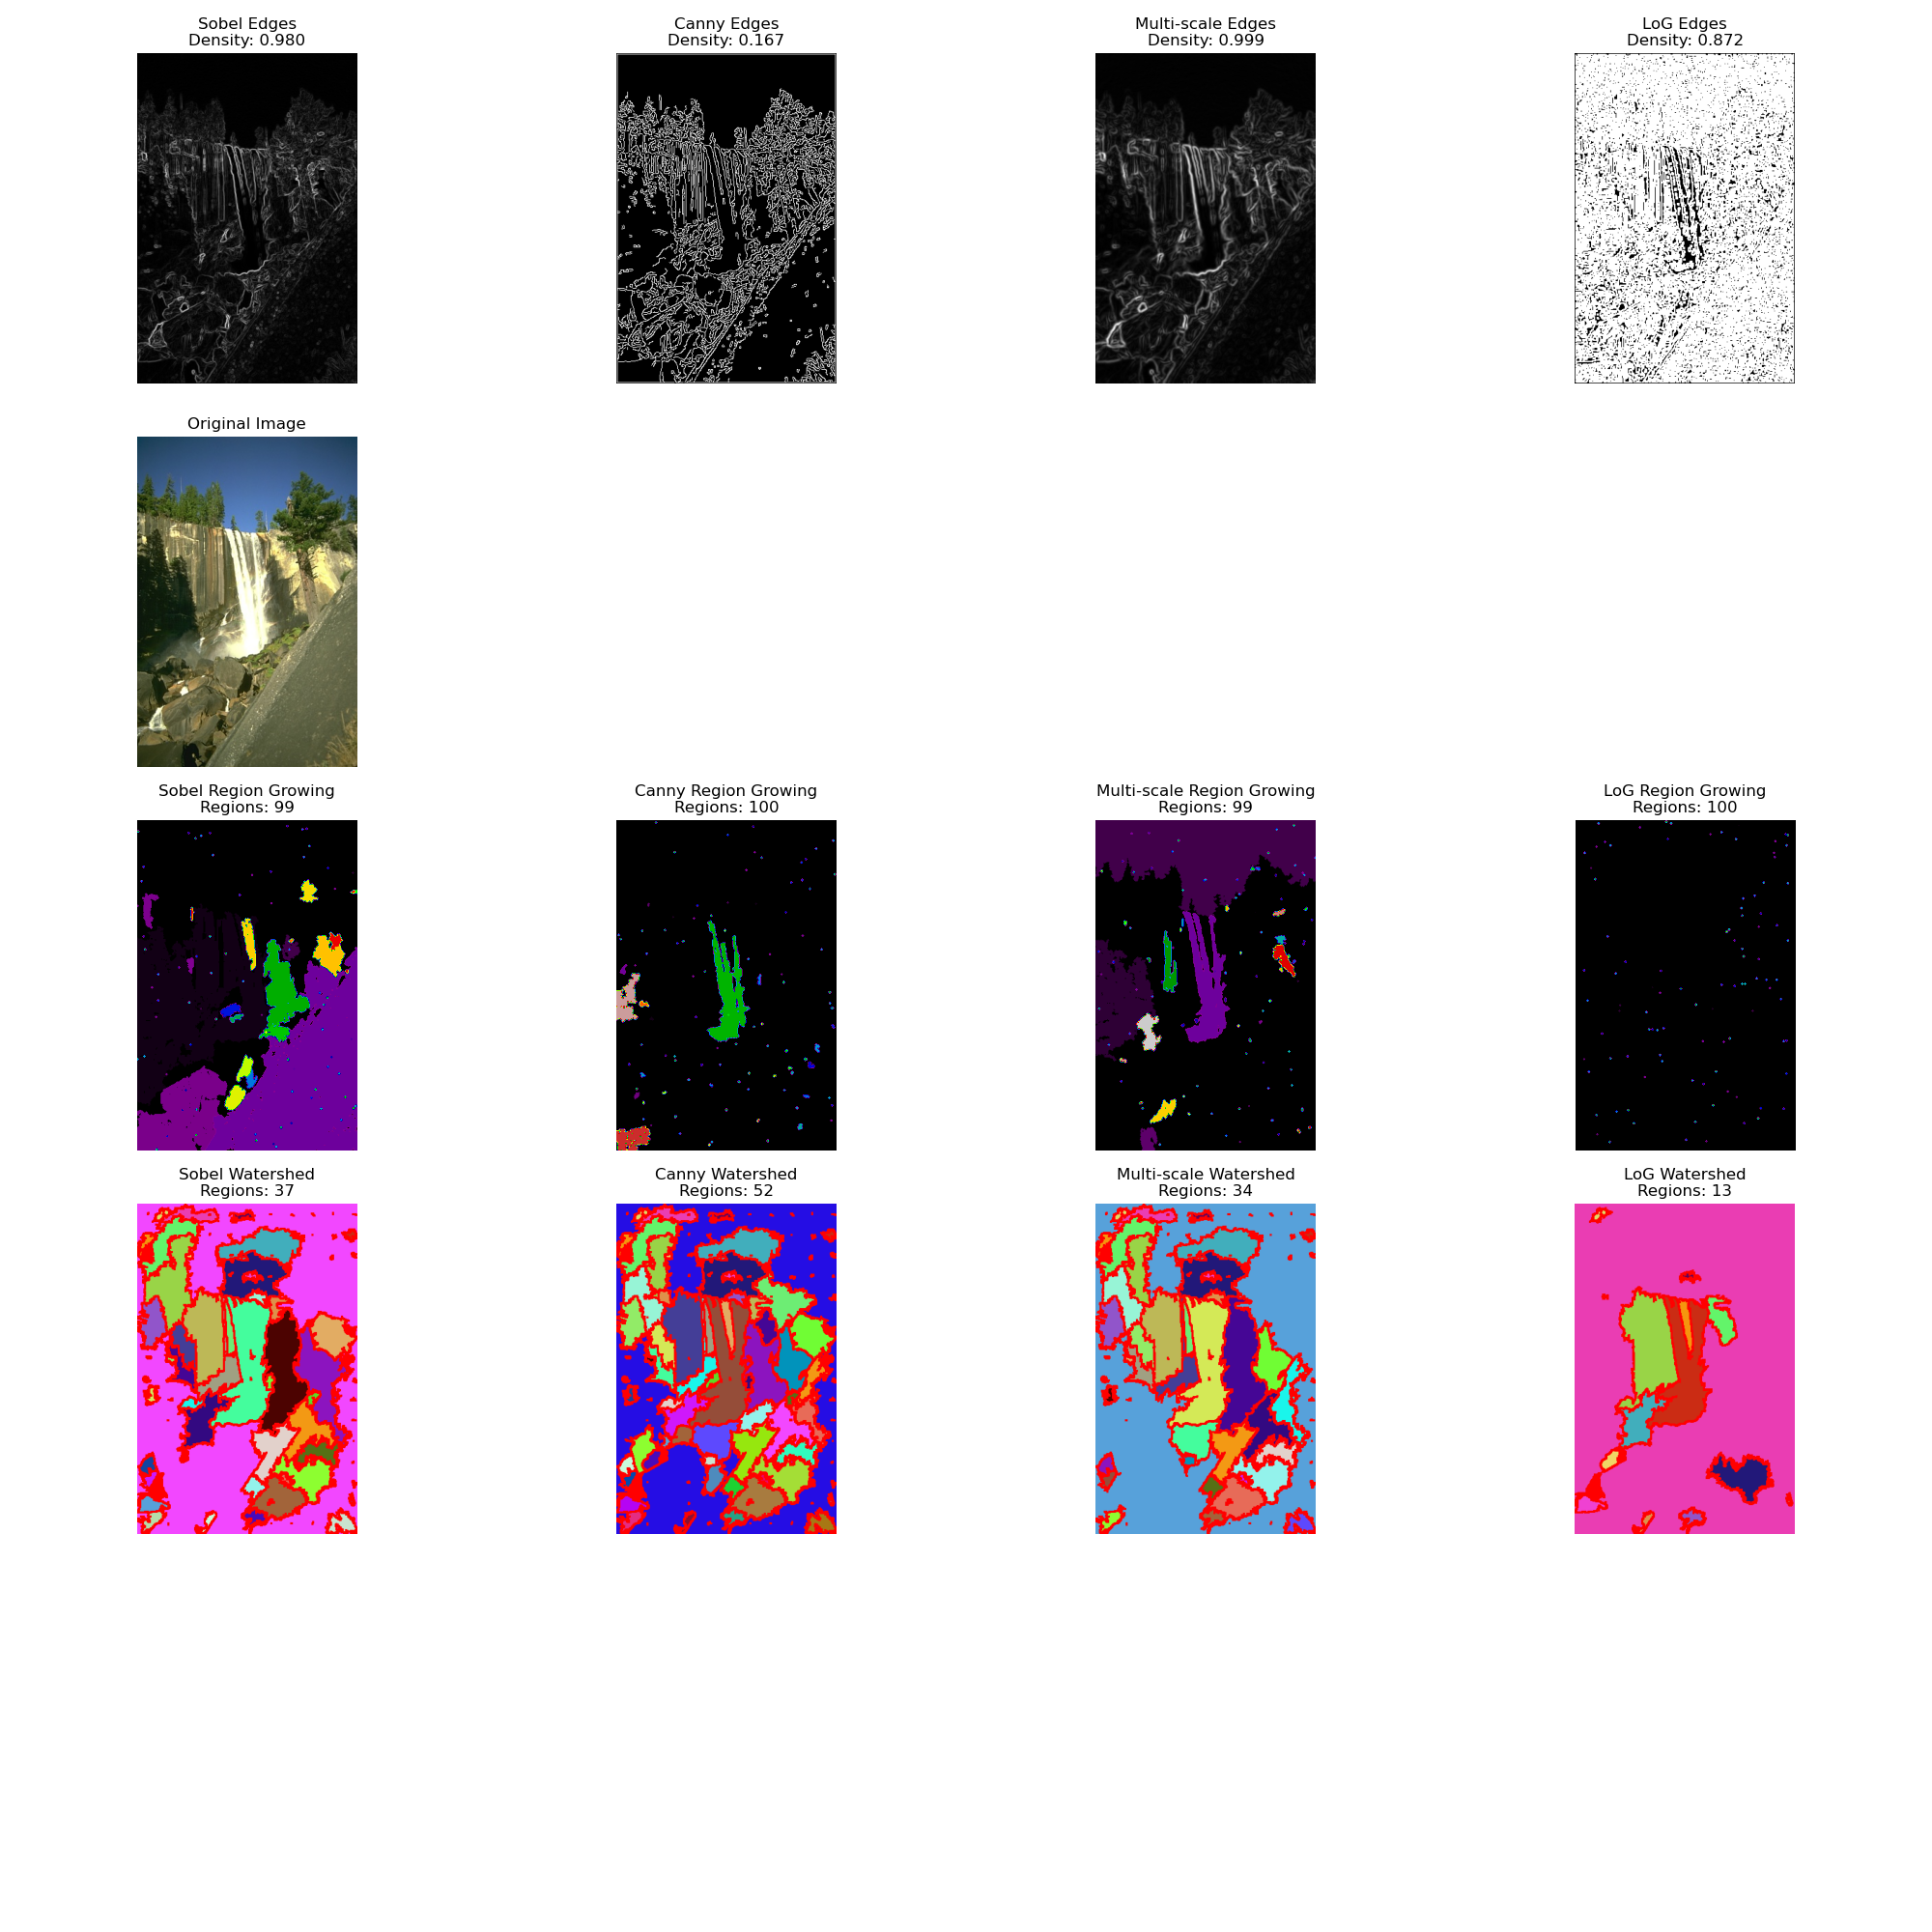 Sobel Edges
Density: 0.980
Canny Edges
Density: 0.167
Multi-scale Edges
Density: 0.999
LoG Edges
Density: 0.872
Original Image
Sobel Region Growing
Regions: 99
Canny Region Growing
Regions: 100
Multi-scale Region Growing
Regions: 99
LoG Region Growing
Regions: 100
Sobel Watershed
Regions: 37
Canny Watershed
Regions: 52
Multi-scale Watershed
Regions: 34
LoG Watershed
Regions: 13